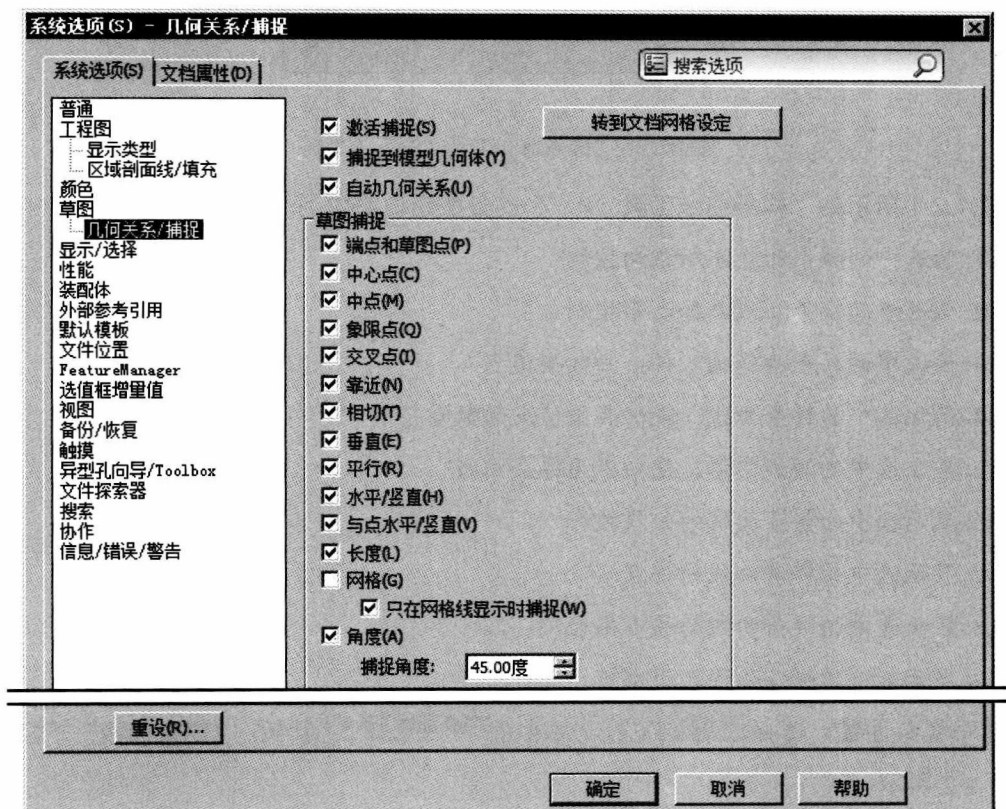 系统选项(S) - 几何关系/捕捉
系统选项(S)
文档属性(D)
搜索选项
普通
工程图
显示类型
区域剖面线/填充
颜色
草图
几何关系/捕捉
显示/选择
性能
装配体
外部参考引用
默认模板
文件位置
FeatureManager
选值框增量值
视图
备份/恢复
触摸
异型孔向导/Toolbox
文件探索器
搜索
协作
信息/错误/警告
激活捕捉(S)
转到文档网格设定
捕捉到模型几何体(Y)
自动几何关系(U)
草图捕捉
端点和草图点(P)
中心点(C)
中点(M)
象限点(Q)
交叉点(I)
靠近(N)
相切(T)
垂直(E)
平行(R)
水平/竖直(H)
与点水平/竖直(V)
长度(L)
网格(G)
只在网格线显示时捕捉(W)
角度(A)
捕捉角度: 45.00度
重设(R)...
确定
取消
帮助